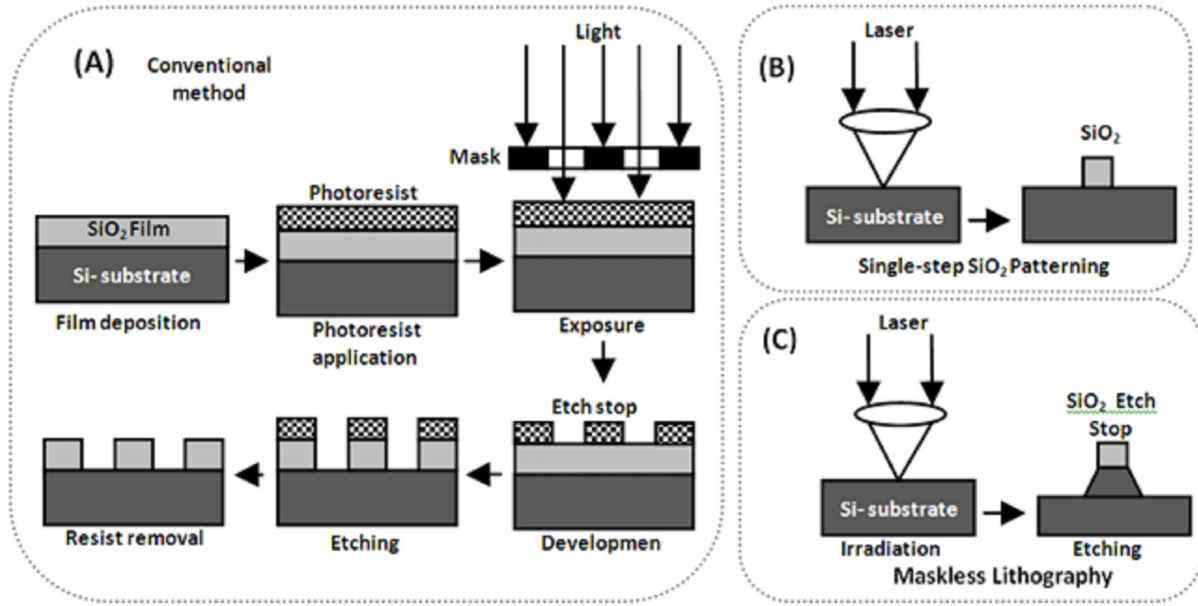 (A)
Conventional
method
Light
Mask
SiO₂ Film
Si- substrate
Film deposition
Photoresist
Photoresist
application
Exposure
Etch stop
Developmen
Etching
Resist removal
(B)
Laser
Si- substrate
SiO₂
Single-step SiO₂ Patterning
(C)
Laser
Si- substrate
Irradiation
SiO₂ Etch
Stop
Etching
Maskless Lithography